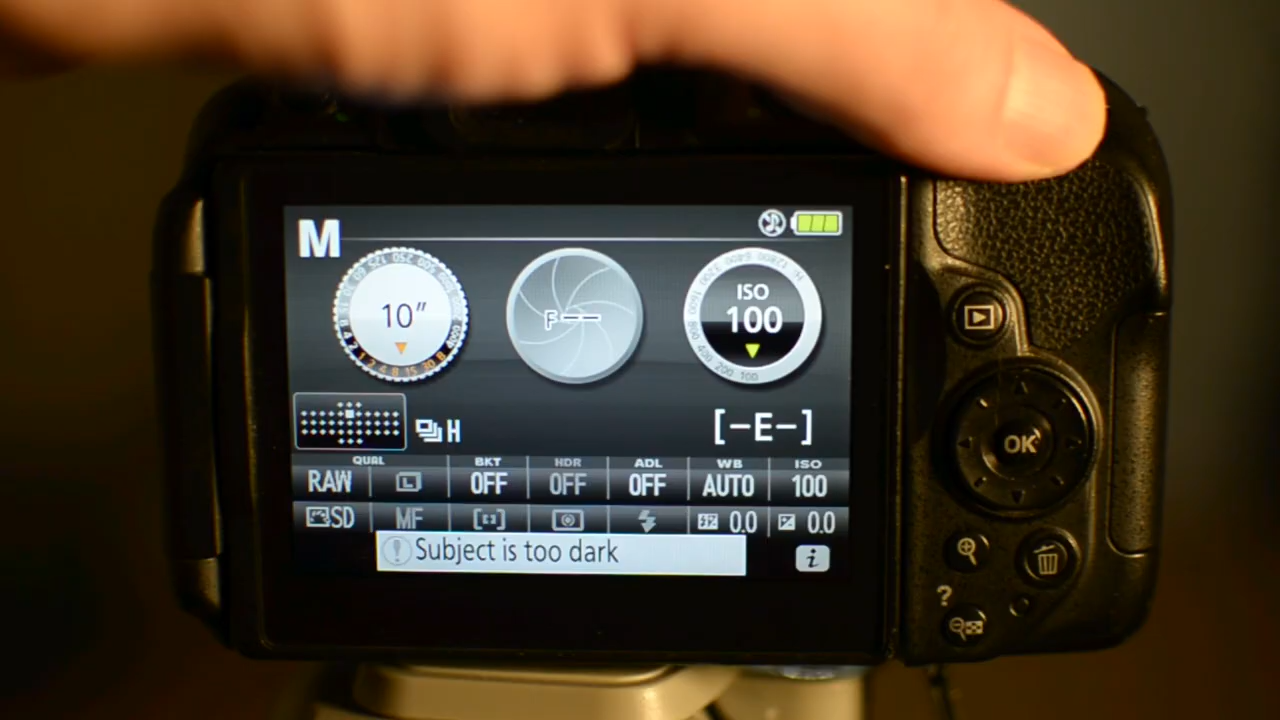 M
10"
F--
ISO
100
[-E-]
H
QUAL
BKT
HDR
ADL
WB
ISO
RAW
L
OFF
OFF
OFF
AUTO
100
SD
MF
0.0
0.0
! Subject is too dark
i
OK
?